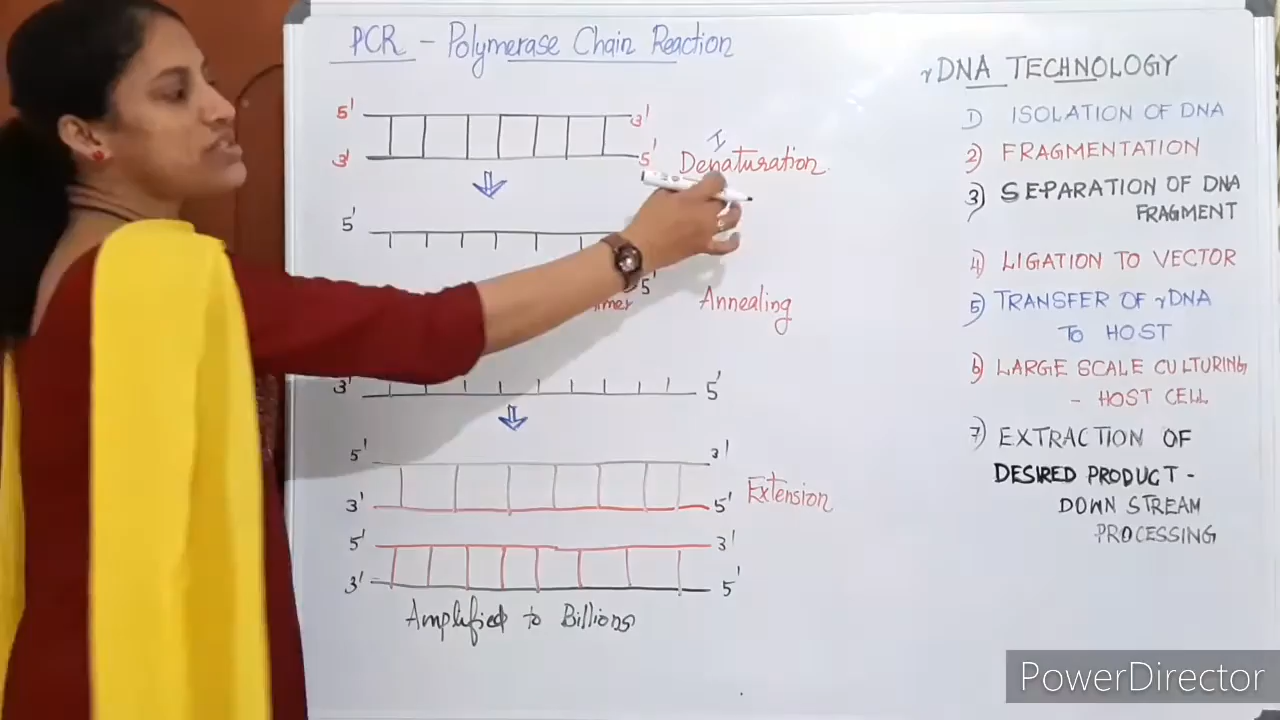 PCR - Polymerase Chain Reaction
5' 3'
3' 5'
I
Denaturation
5'
5'
Annealing
3' 5'
5' 3'
3' 5'
Extension
5' 3'
3' 5'
Amplified to Billions
rDNA TECHNOLOGY
1) ISOLATION OF DNA
2) FRAGMENTATION
3) SEPARATION OF DNA
FRAGMENT
4) LIGATION TO VECTOR
5) TRANSFER OF rDNA
TO HOST
6) LARGE SCALE CULTURING
- HOST CELL
7) EXTRACTION OF
DESIRED PRODUCT -
DOWN STREAM
PROCESSING
PowerDirector